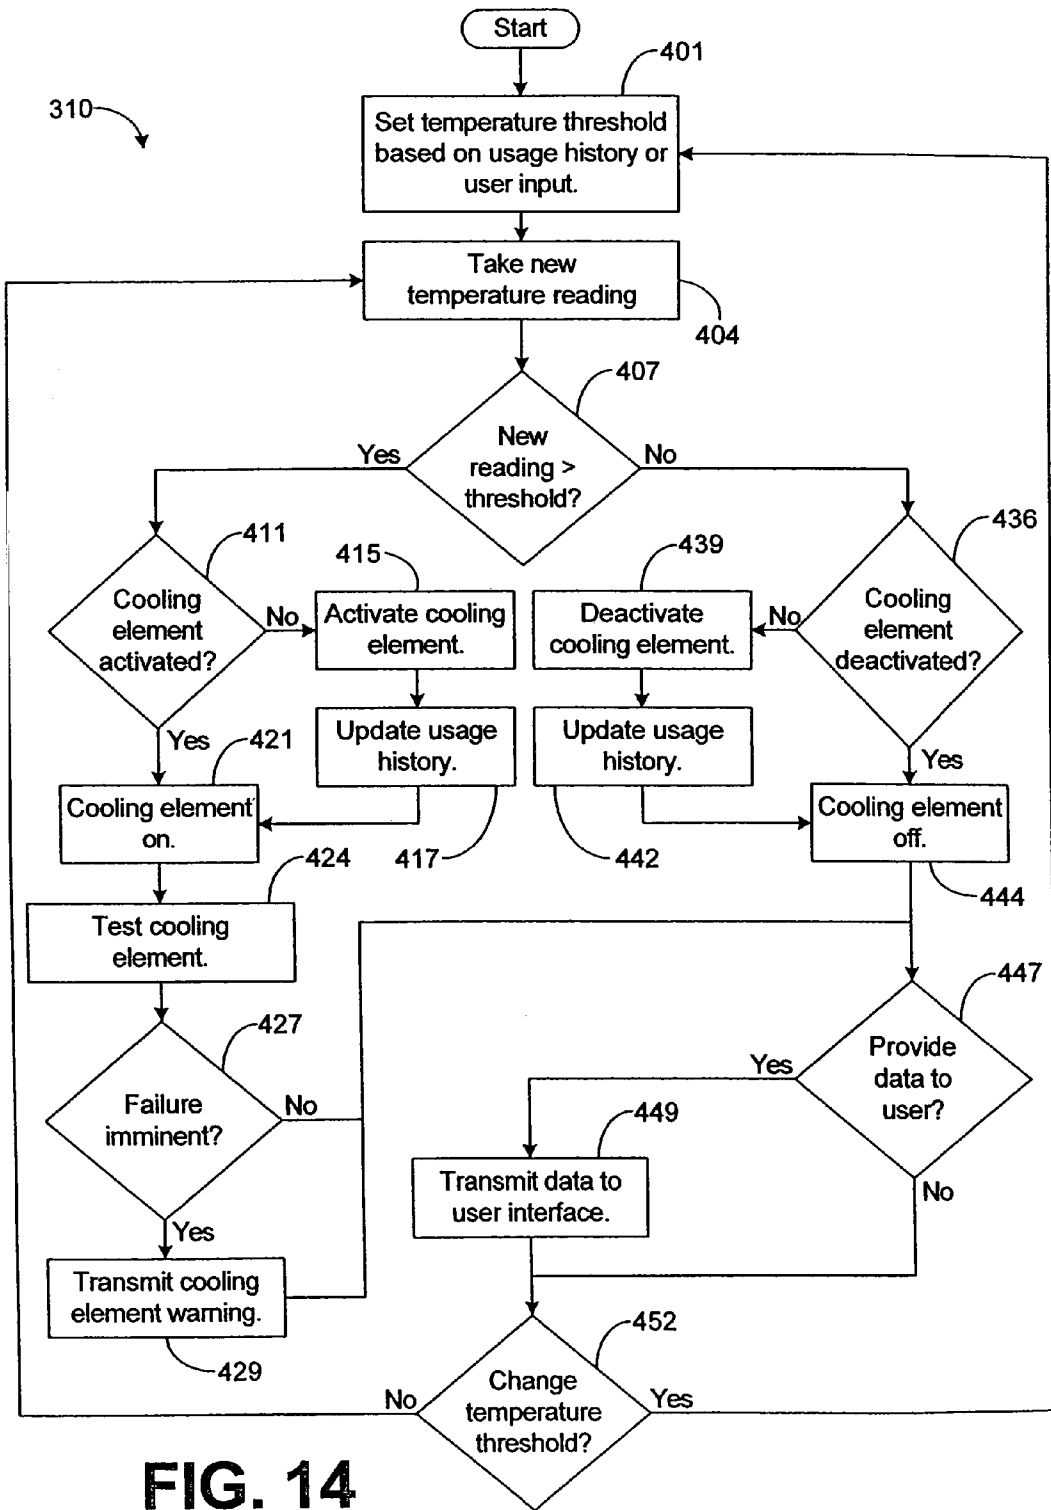 Start
401
310
Set temperature threshold
based on usage history or
user input.
Take new
temperature reading
404
407
New
reading >
threshold?
Yes
No
411
Cooling
element
activated?
No
415
Activate cooling
element.
439
Deactivate
cooling element.
No
436
Cooling
element
deactivated?
Yes
421
Update usage
history.
Update usage
history.
Yes
Cooling element
on.
417
442
Cooling element
off.
444
424
Test cooling
element.
427
Failure
imminent?
No
447
Provide
data to
user?
Yes
449
Transmit data to
user interface.
No
Yes
Transmit cooling
element warning.
429
452
Change
temperature
threshold?
No
Yes
FIG. 14